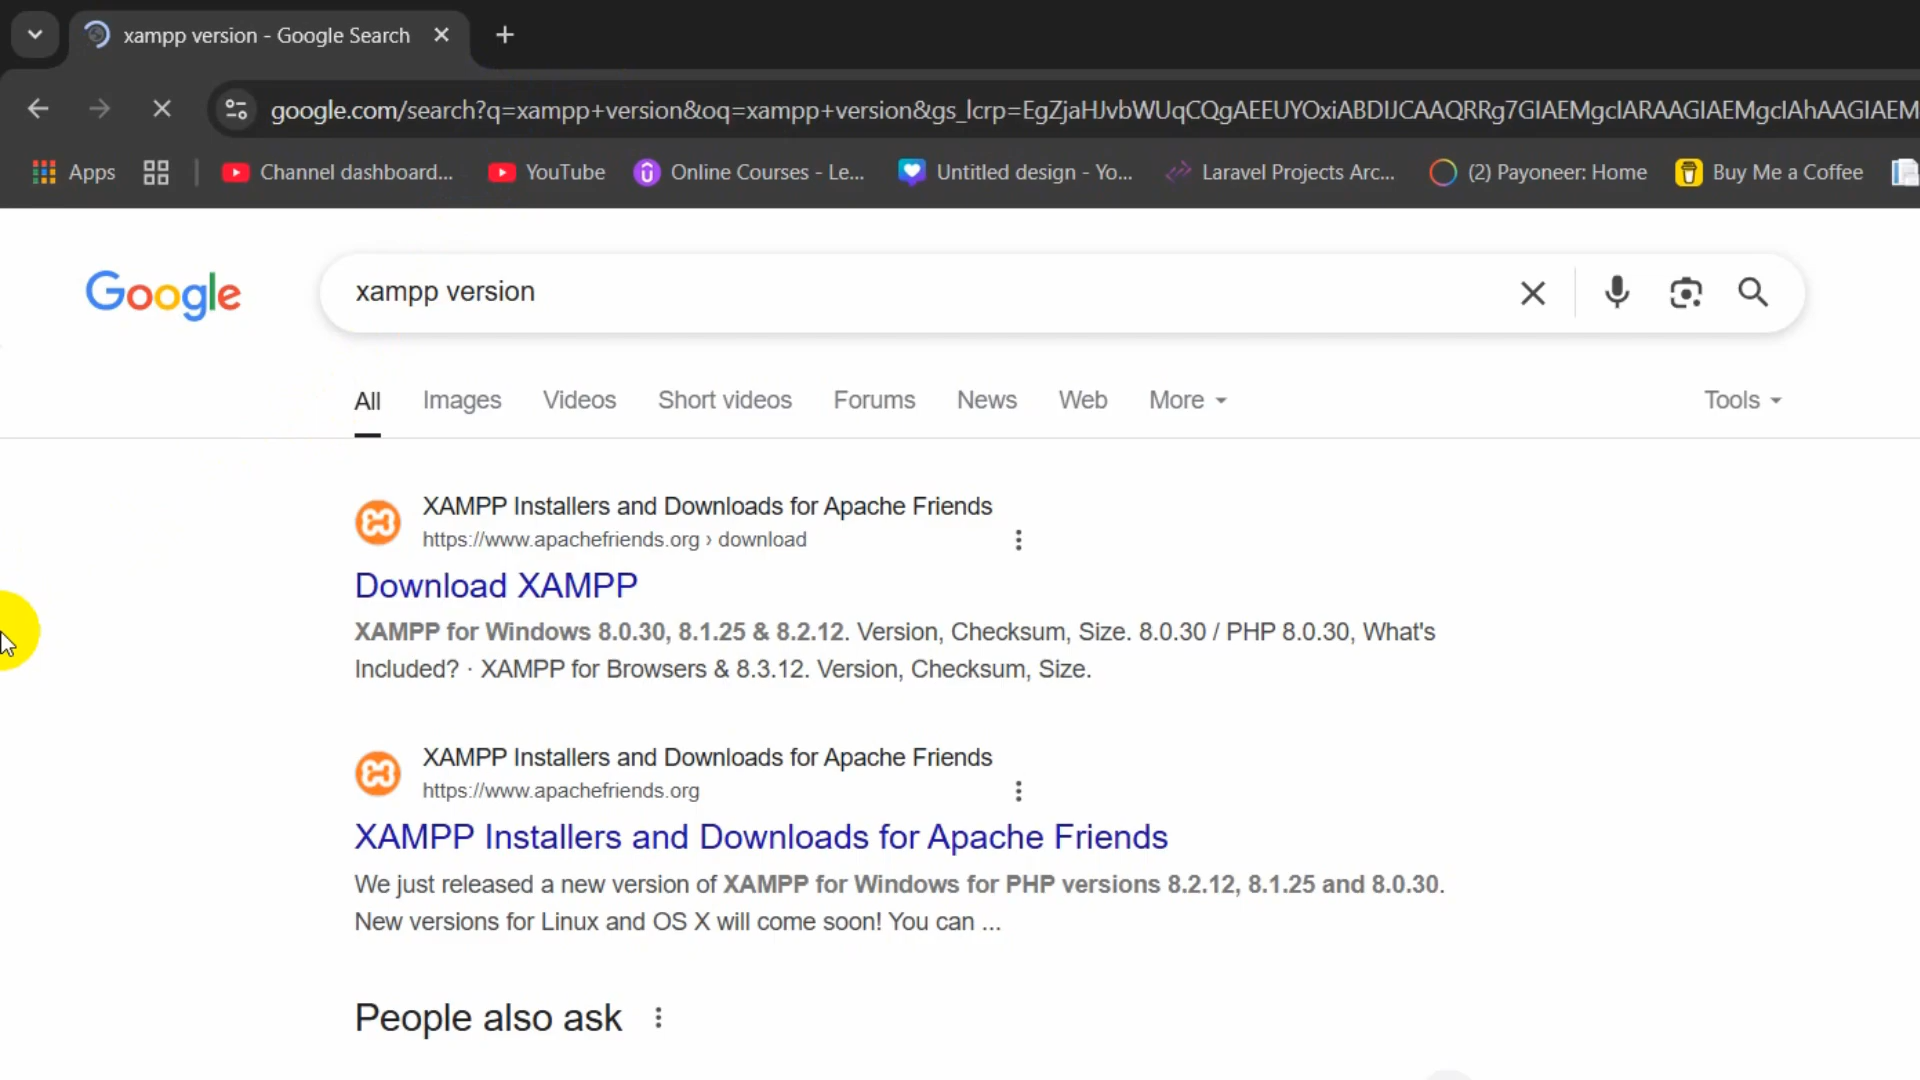 xampp version - Google Search
google.com/search?q=xampp+version&oq=xampp+version&gs_lcrp=EgZjaHJvbWUqCQgAEEUYOxiABDIJCAAQRRg7GIAEMgcIARAAGIAEMgcIAhAAGIAEM
Apps
Channel dashboard...
YouTube
Online Courses - Le...
Untitled design - Yo...
Laravel Projects Arc...
(2) Payoneer: Home
Buy Me a Coffee
Google
xampp version
All
Images
Videos
Short videos
Forums
News
Web
More
Tools
XAMPP Installers and Downloads for Apache Friends
https://www.apachefriends.org › download
Download XAMPP
XAMPP for Windows 8.0.30, 8.1.25 & 8.2.12. Version, Checksum, Size. 8.0.30 / PHP 8.0.30, What's
Included? · XAMPP for Browsers & 8.3.12. Version, Checksum, Size.
XAMPP Installers and Downloads for Apache Friends
https://www.apachefriends.org
XAMPP Installers and Downloads for Apache Friends
We just released a new version of XAMPP for Windows for PHP versions 8.2.12, 8.1.25 and 8.0.30.
New versions for Linux and OS X will come soon! You can ...
People also ask